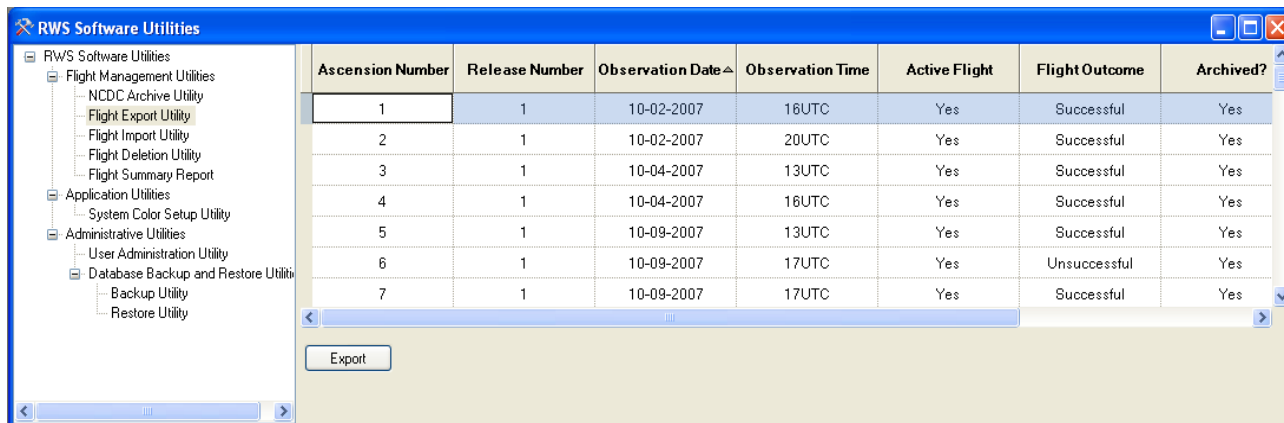 RWS Software Utilities
RWS Software Utilities
Flight Management Utilities
NCDC Archive Utility
Flight Export Utility
Flight Import Utility
Flight Deletion Utility
Flight Summary Report
Application Utilities
System Color Setup Utility
Administrative Utilities
User Administration Utility
Database Backup and Restore Utiliti
Backup Utility
Restore Utility
Ascension Number Release Number Observation Date Observation Time Active Flight Flight Outcome Archived?
1 1 10-02-2007 16UTC Yes Successful Yes
2 1 10-02-2007 20UTC Yes Successful Yes
3 1 10-04-2007 13UTC Yes Successful Yes
4 1 10-04-2007 16UTC Yes Successful Yes
5 1 10-09-2007 13UTC Yes Successful Yes
6 1 10-09-2007 17UTC Yes Unsuccessful Yes
7 1 10-09-2007 17UTC Yes Successful Yes
Export